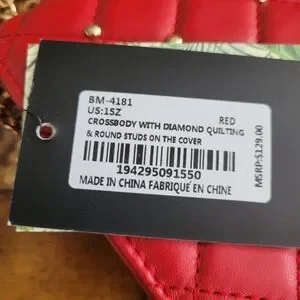 BM-4181
US:1SZ RED
CROSSBODY WITH DIAMOND QUILTING
& ROUND STUDS ON THE COVER
194295091550
MADE IN CHINA FABRIQUÉ EN CHINE
MSRP:$129.00